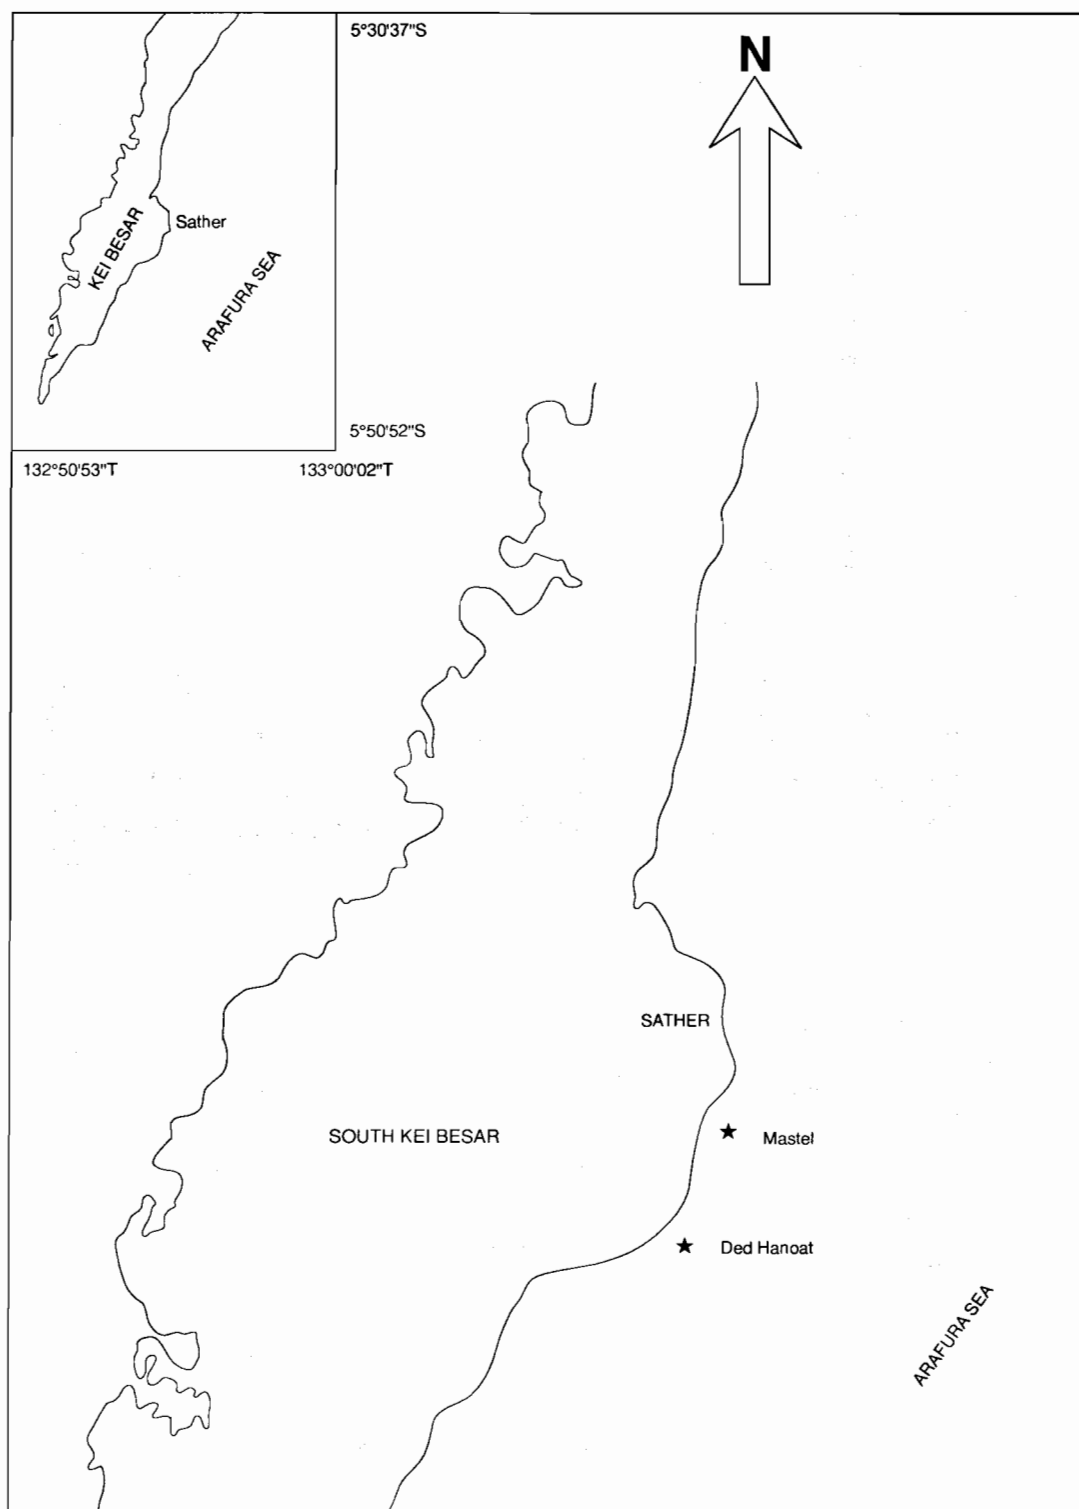 5°30'37"S
N
Sather
KEI BESAR
ARAFURA SEA
5°50'52"S
132°50'53"T
133°00'02"T
SATHER
SOUTH KEI BESAR
Mastel
Ded Hanoat
ARAFURA SEA